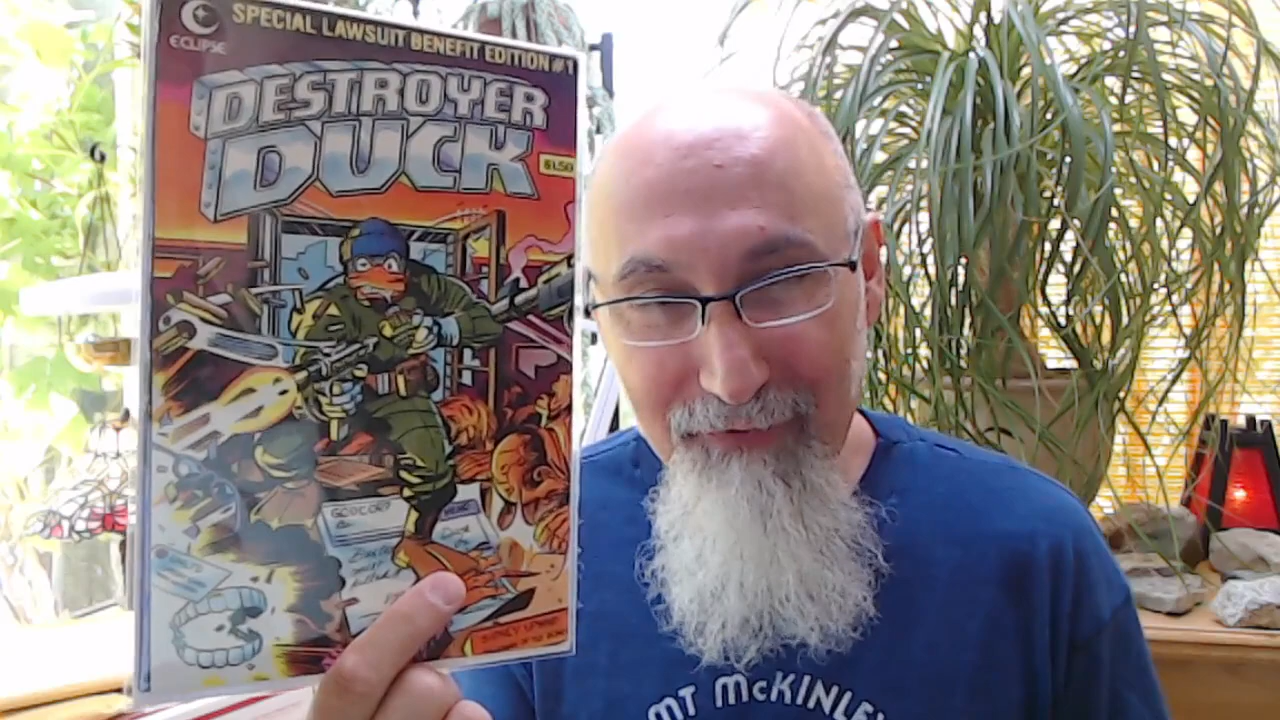 ECLIPSE
SPECIAL LAWSUIT BENEFIT EDITION #1
DESTROYER
DUCK
$1.50
GODCORP
MT MCKINLEY